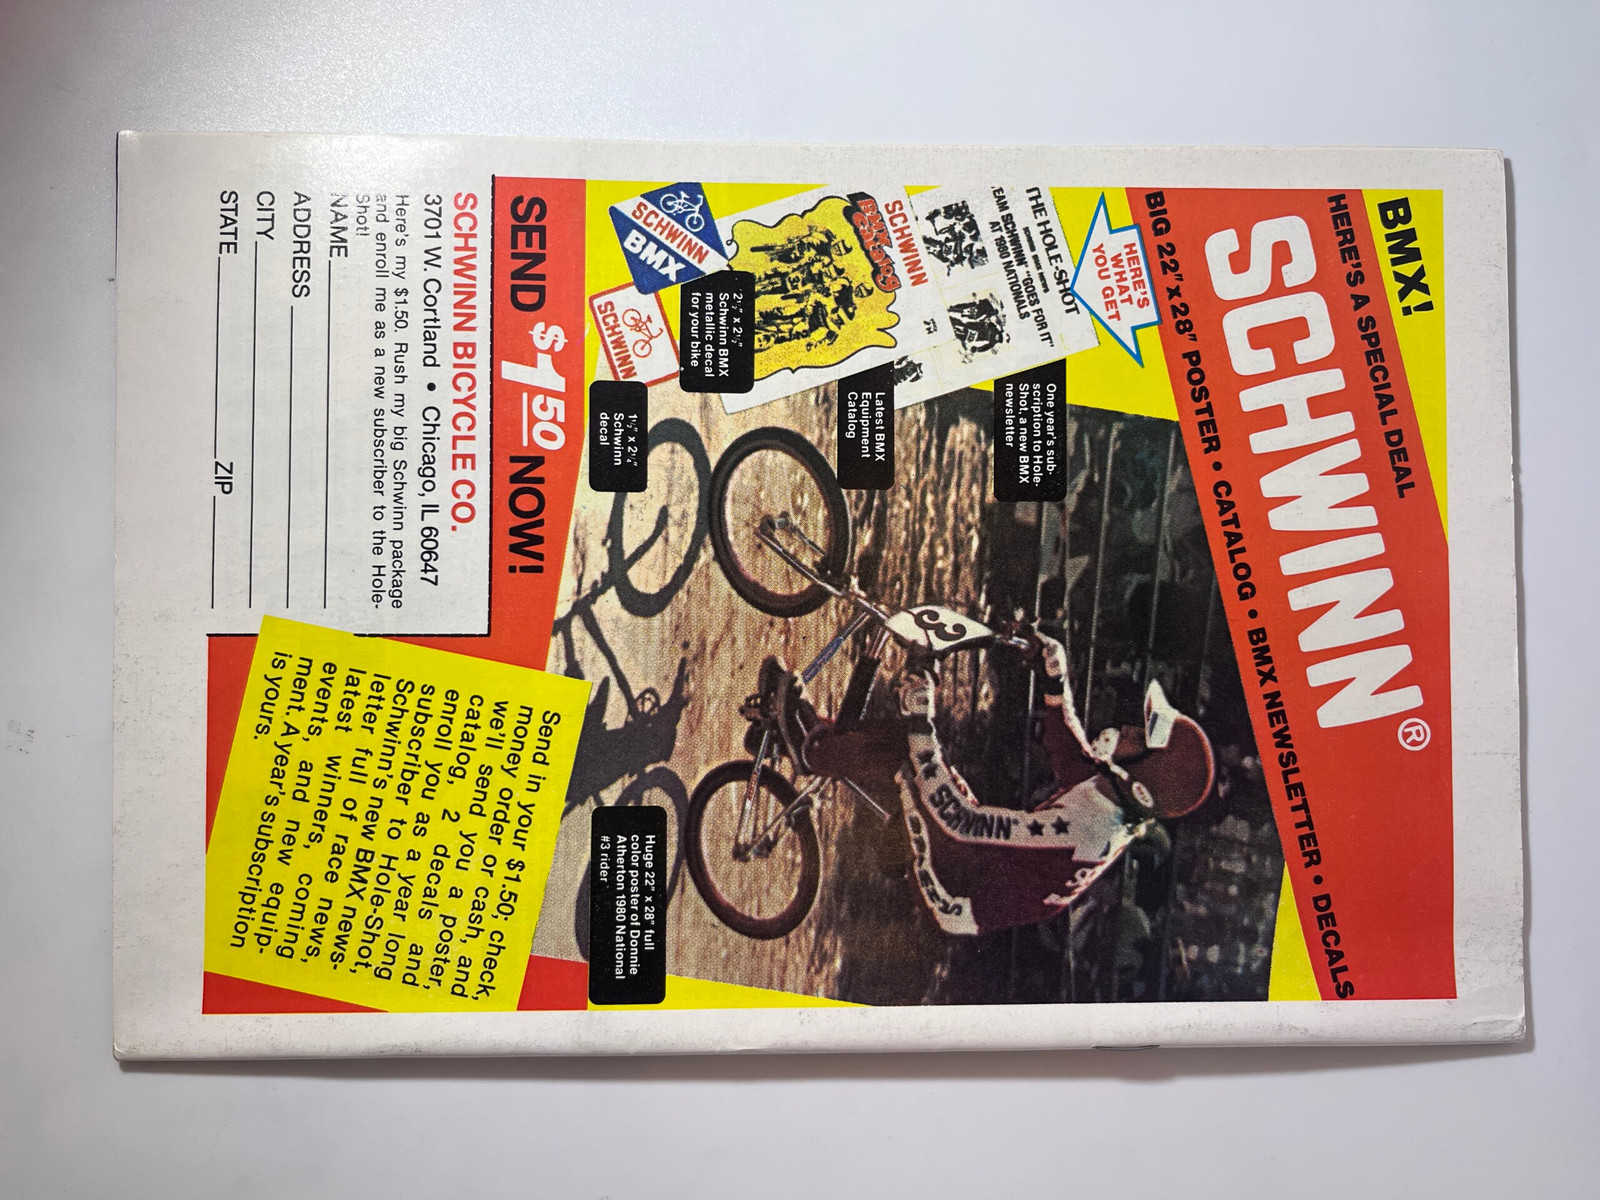 BMX!
HERE'S A SPECIAL DEAL
SCHWINN®
BIG 22" x 28" POSTER • CATALOG • BMX NEWSLETTER • DECALS
HERE'S
WHAT
YOU GET
THE HOLE-SHOT
TEAM SCHWINN "GOES FOR IT"
AT 1980 NATIONALS
One year's sub-
scription to Hole-
Shot, a new BMX
newsletter
SCHWINN
BMX Catalog
Latest BMX
Equipment
Catalog
SCHWINN
BMX
2½" x 2½"
Schwinn BMX
metallic decal
for your bike
SCHWINN
1½" x 2¼"
Schwinn
decal
3
SCHWINN
Huge 22" x 28" full
color poster of Donnie
Atherton 1980 National
#3 rider
SEND $1.50 NOW!
SCHWINN BICYCLE CO.
3701 W. Cortland • Chicago, IL 60647
Here's my $1.50. Rush my big Schwinn package
and enroll me as a new subscriber to the Hole-
Shot!
NAME
ADDRESS
CITY
STATE ZIP
Send in your $1.50; check,
money order or cash, and
we'll send you a poster,
catalog, 2 decals and
enroll you as a year long
subscriber to Hole-Shot,
Schwinn's new BMX news-
letter full of race news,
latest winners, coming
events, and new equip-
ment. A year's subscription
is yours.